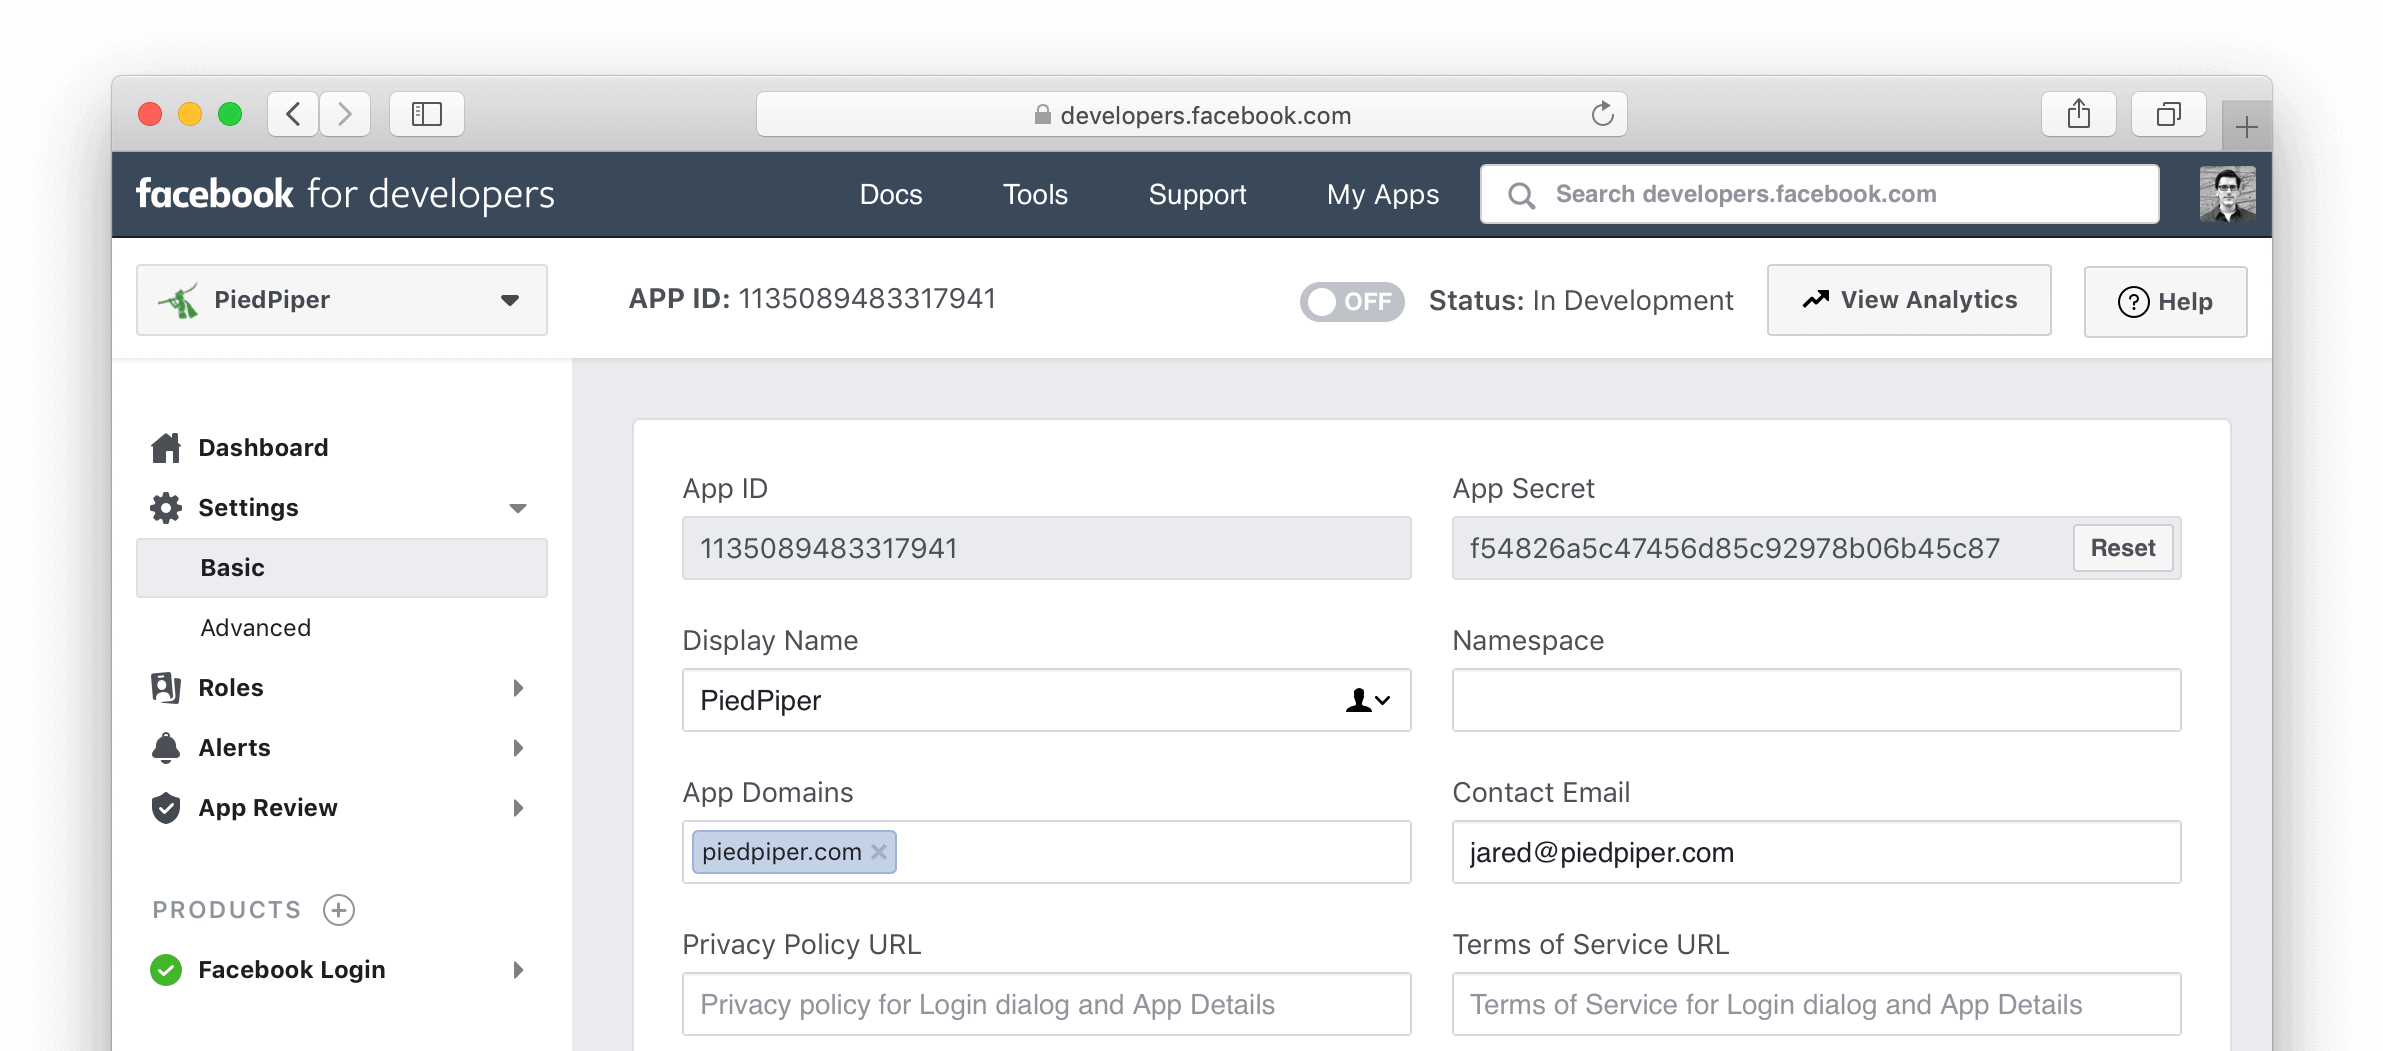 developers.facebook.com
facebook for developers
Docs
Tools
Support
My Apps
Search developers.facebook.com
PiedPiper
APP ID: 1135089483317941
OFF
Status: In Development
View Analytics
? Help
Dashboard
Settings
Basic
Advanced
Roles
Alerts
App Review
PRODUCTS
Facebook Login
App ID
1135089483317941
App Secret
f54826a5c47456d85c92978b06b45c87
Reset
Display Name
PiedPiper
Namespace
App Domains
piedpiper.com
Contact Email
jared@piedpiper.com
Privacy Policy URL
Privacy policy for Login dialog and App Details
Terms of Service URL
Terms of Service for Login dialog and App Details